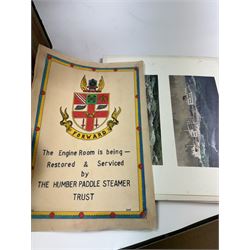 FORWARD
The Engine Room is being —
Restored & Serviced
by
THE HUMBER PADDLE STEAMER
TRUST